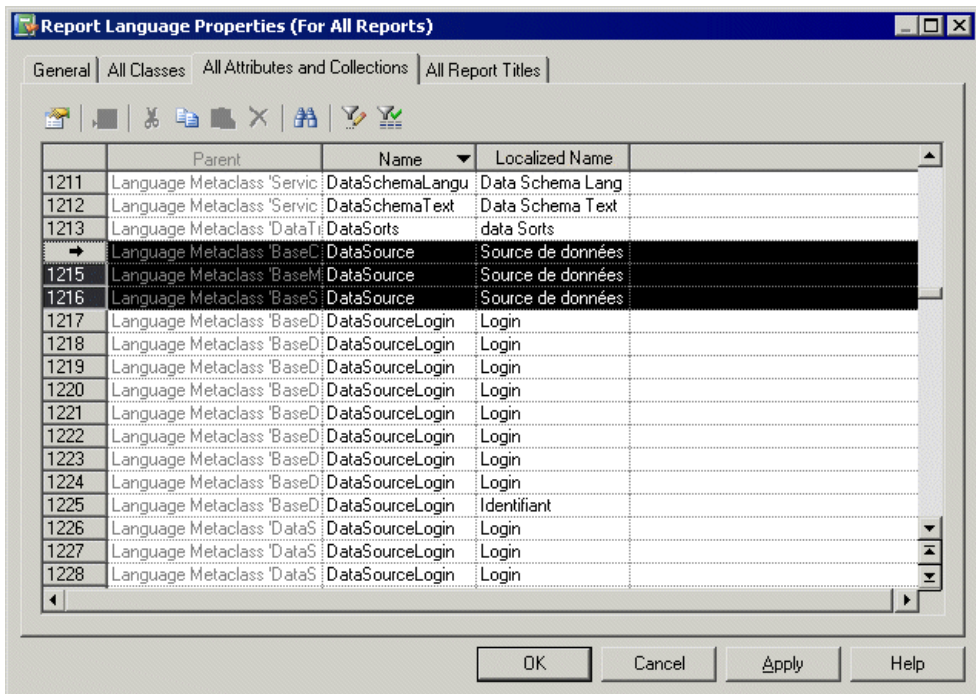 Report Language Properties (For All Reports)
General All Classes All Attributes and Collections All Report Titles
Parent Name Localized Name
1211 Language Metaclass 'Servic DataSchemaLangu Data Schema Lang
1212 Language Metaclass 'Servic DataSchemaText Data Schema Text
1213 Language Metaclass 'DataTr DataSorts data Sorts
Language Metaclass 'BaseC DataSource Source de données
1215 Language Metaclass 'BaseM DataSource Source de données
1216 Language Metaclass 'BaseS DataSource Source de données
1217 Language Metaclass 'BaseD DataSourceLogin Login
1218 Language Metaclass 'BaseD DataSourceLogin Login
1219 Language Metaclass 'BaseD DataSourceLogin Login
1220 Language Metaclass 'BaseD DataSourceLogin Login
1221 Language Metaclass 'BaseD DataSourceLogin Login
1222 Language Metaclass 'BaseD DataSourceLogin Login
1223 Language Metaclass 'BaseD DataSourceLogin Login
1224 Language Metaclass 'BaseD DataSourceLogin Login
1225 Language Metaclass 'BaseD DataSourceLogin Identifiant
1226 Language Metaclass 'DataS DataSourceLogin Login
1227 Language Metaclass 'DataS DataSourceLogin Login
1228 Language Metaclass 'DataS DataSourceLogin Login
OK Cancel Apply Help